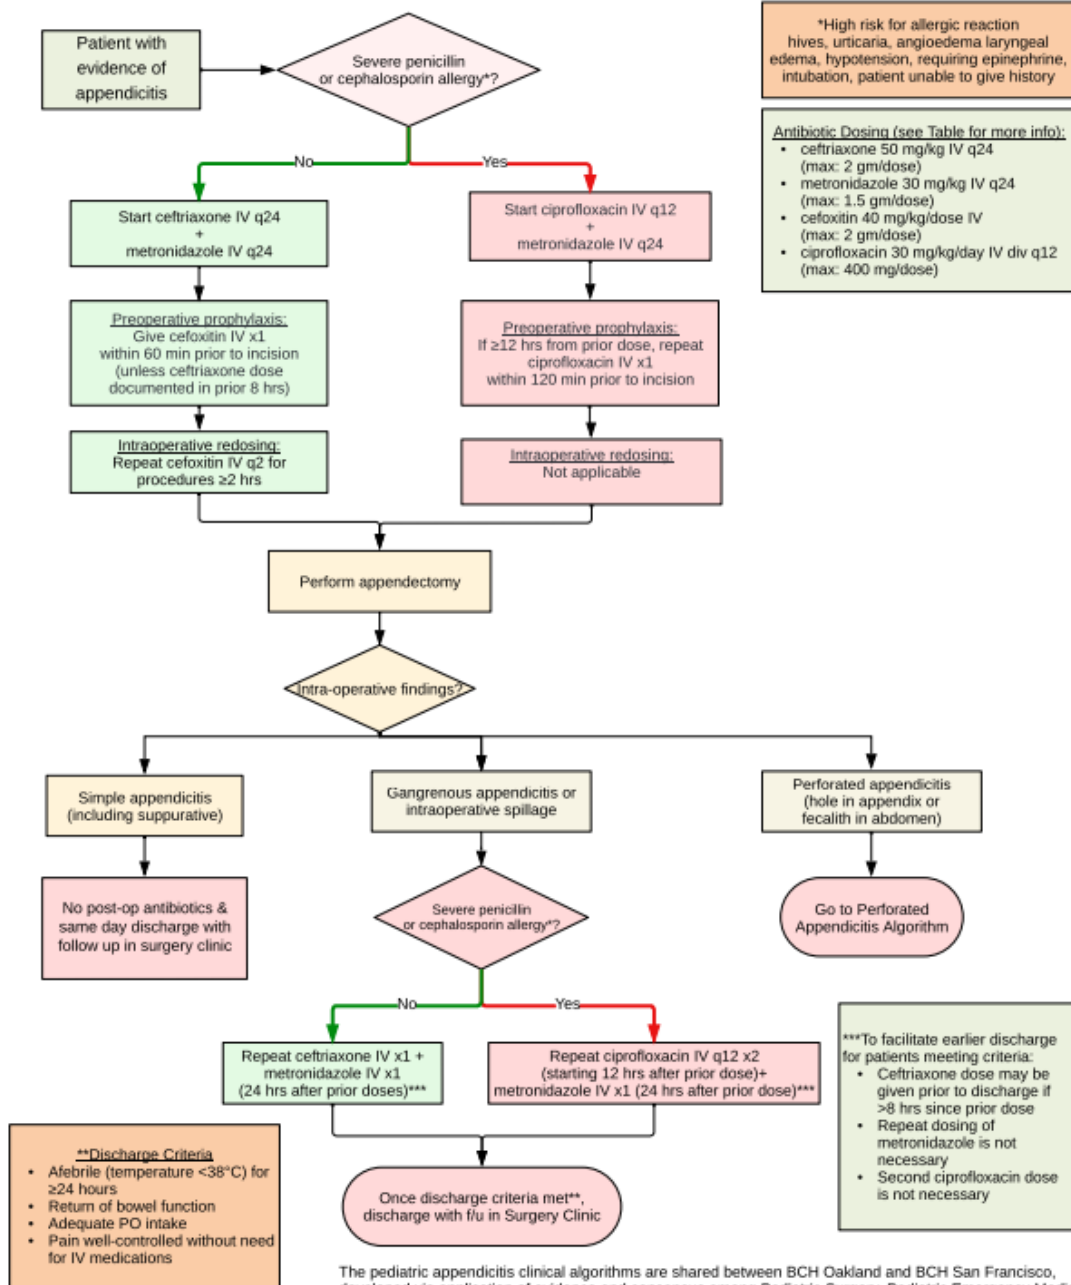 Patient with
evidence of
appendicitis
Severe penicillin
or cephalosporin allergy*?
*High risk for allergic reaction
hives, urticaria, angioedema laryngeal
edema, hypotension, requiring epinephrine,
intubation, patient unable to give history
Antibiotic Dosing (see Table for more info):
• ceftriaxone 50 mg/kg IV q24
(max: 2 gm/dose)
• metronidazole 30 mg/kg IV q24
(max: 1.5 gm/dose)
• cefoxitin 40 mg/kg/dose IV
(max: 2 gm/dose)
• ciprofloxacin 30 mg/kg/day IV div q12
(max: 400 mg/dose)
No
Yes
Start ceftriaxone IV q24
+
metronidazole IV q24
Start ciprofloxacin IV q12
+
metronidazole IV q24
Preoperative prophylaxis:
Give cefoxitin IV x1
within 60 min prior to incision
(unless ceftriaxone dose
documented in prior 8 hrs)
Preoperative prophylaxis:
If ≥12 hrs from prior dose, repeat
ciprofloxacin IV x1
within 120 min prior to incision
Intraoperative redosing:
Repeat cefoxitin IV q2 for
procedures ≥2 hrs
Intraoperative redosing:
Not applicable
Perform appendectomy
Intra-operative findings?
Simple appendicitis
(including suppurative)
Gangrenous appendicitis or
intraoperative spillage
Perforated appendicitis
(hole in appendix or
fecalith in abdomen)
No post-op antibiotics &
same day discharge with
follow up in surgery clinic
Severe penicillin
or cephalosporin allergy*?
Go to Perforated
Appendicitis Algorithm
No
Yes
Repeat ceftriaxone IV x1 +
metronidazole IV x1
(24 hrs after prior doses)***
Repeat ciprofloxacin IV q12 x2
(starting 12 hrs after prior dose)+
metronidazole IV x1 (24 hrs after prior dose)***
***To facilitate earlier discharge
for patients meeting criteria:
• Ceftriaxone dose may be
given prior to discharge if
>8 hrs since prior dose
• Repeat dosing of
metronidazole is not
necessary
• Second ciprofloxacin dose
is not necessary
**Discharge Criteria
• Afebrile (temperature <38°C) for
≥24 hours
• Return of bowel function
• Adequate PO intake
• Pain well-controlled without need
for IV medications
Once discharge criteria met**,
discharge with f/u in Surgery Clinic
The pediatric appendicitis clinical algorithms are shared between BCH Oakland and BCH San Francisco,